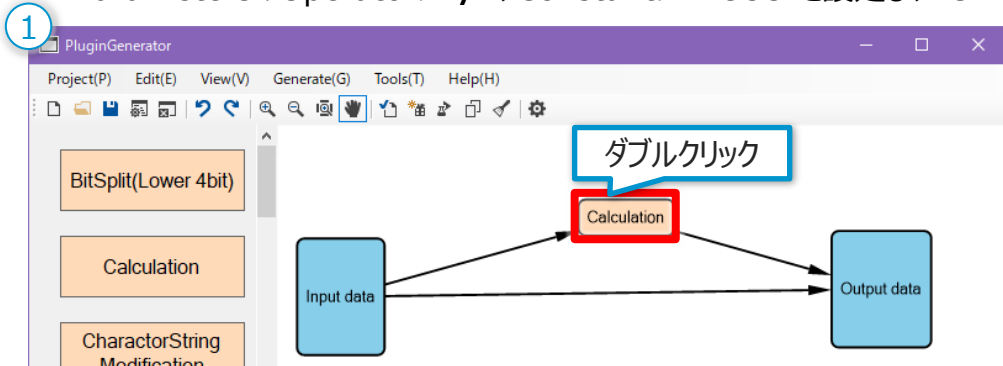 1
PluginGenerator
Project(P) Edit(E) View(V) Generate(G) Tools(T) Help(H)
ダブルクリック
BitSplit(Lower 4bit)
Calculation
Calculation
Input data
Output data
CharactorString
Modification